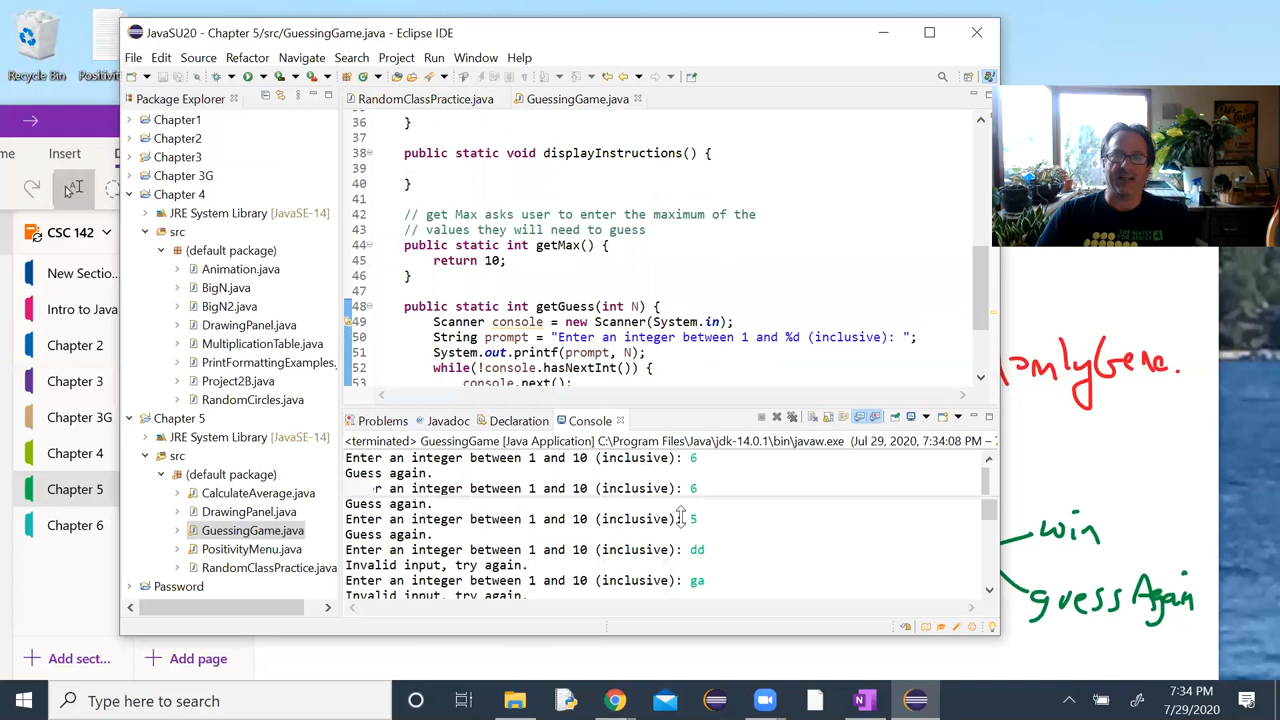 Recycle Bin
Positivit
JavaSU20 - Chapter 5/src/GuessingGame.java - Eclipse IDE
File Edit Source Refactor Navigate Search Project Run Window Help
Package Explorer
Chapter1
Chapter2
Chapter3
Chapter 3G
Chapter 4
JRE System Library [JavaSE-14]
src
(default package)
Animation.java
BigN.java
BigN2.java
DrawingPanel.java
MultiplicationTable.java
PrintFormattingExamples.
Project2B.java
RandomCircles.java
Chapter 5
JRE System Library [JavaSE-14]
src
(default package)
CalculateAverage.java
DrawingPanel.java
GuessingGame.java
PositivityMenu.java
RandomClassPractice.java
Password
RandomClassPractice.java GuessingGame.java
36 }
37
38 public static void displayInstructions() {
39
40 }
41
42 // get Max asks user to enter the maximum of the
43 // values they will need to guess
44 public static int getMax() {
45 return 10;
46 }
47
48 public static int getGuess(int N) {
49 Scanner console = new Scanner(System.in);
50 String prompt = "Enter an integer between 1 and %d (inclusive): ";
51 System.out.printf(prompt, N);
52 while(!console.hasNextInt()) {
53 console.next();
Problems Javadoc Declaration Console
<terminated> GuessingGame [Java Application] C:\Program Files\Java\jdk-14.0.1\bin\javaw.exe (Jul 29, 2020, 7:34:08 PM –
Enter an integer between 1 and 10 (inclusive): 6
Guess again.
r an integer between 1 and 10 (inclusive): 6
Guess again.
Enter an integer between 1 and 10 (inclusive): 5
Guess again.
Enter an integer between 1 and 10 (inclusive): dd
Invalid input, try again.
Enter an integer between 1 and 10 (inclusive): ga
Invalid input, try again.
me Insert D
CSC 142
New Sectio...
Intro to Java
Chapter 2
Chapter 3
Chapter 3G
Chapter 4
Chapter 5
Chapter 6
Add sect... Add page
omlyGene.
win
guessAgain
Type here to search
7:34 PM
7/29/2020